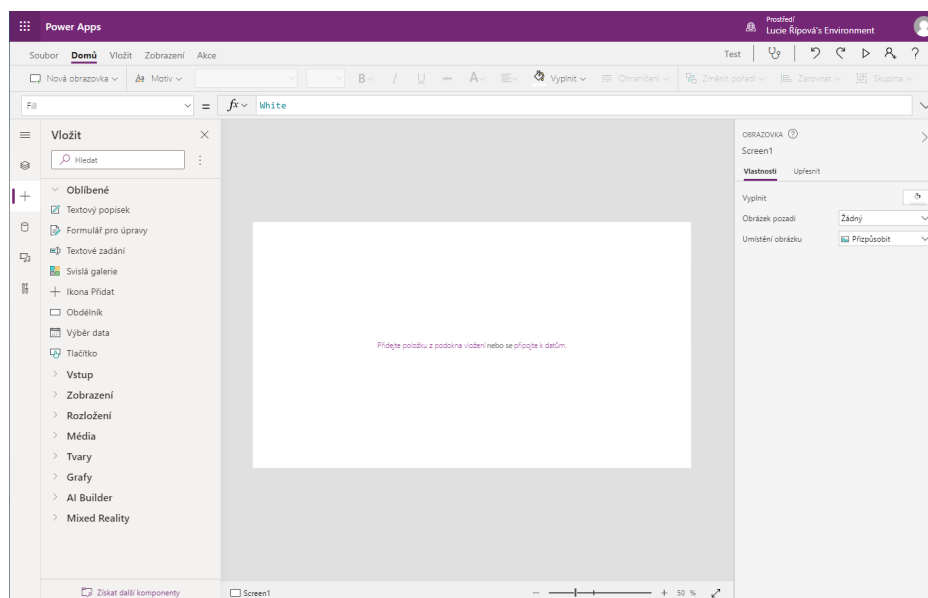 Power Apps
Prostředí
Lucie Řípová's Environment
Soubor Domů Vložit Zobrazení Akce
Test
Nová obrazovka Motiv B / U A Vyplnit Ohraničení Změnit pořadí Zarovnat Skupina
Fill = fx White
Vložit
Hledat
Oblíbené
Textový popisek
Formulář pro úpravy
Textové zadání
Svislá galerie
Ikona Přidat
Obdélník
Výběr data
Tlačítko
Vstup
Zobrazení
Rozložení
Média
Tvary
Grafy
AI Builder
Mixed Reality
Získat další komponenty
Přidejte položku z podokna vložení nebo se připojte k datům.
Screen1
50 %
OBRAZOVKA
Screen1
Vlastnosti Upřesnit
Vyplnit
Obrázek pozadí Žádný
Umístění obrázku Přizpůsobit